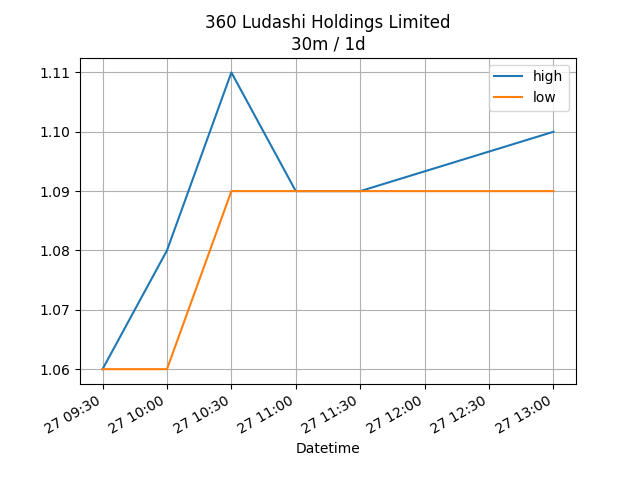 360 Ludashi Holdings Limited
30m / 1d
high
low
1.11
1.10
1.09
1.08
1.07
1.06
27 09:30
27 10:00
27 10:30
27 11:00
27 11:30
27 12:00
27 12:30
27 13:00
Datetime